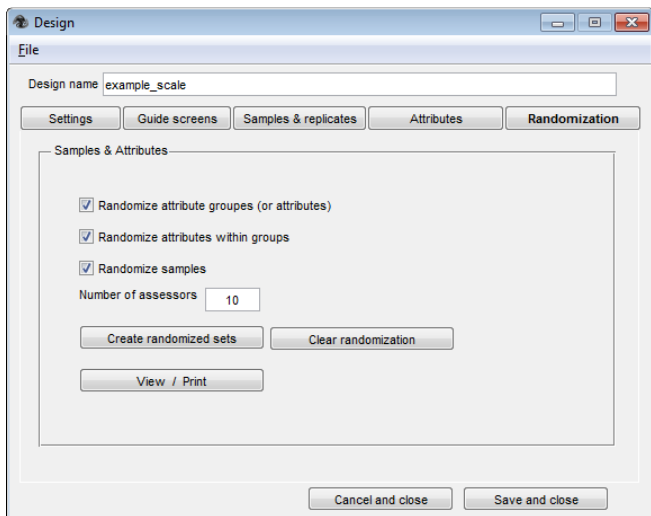 Design
File
Design name example_scale
Settings Guide screens Samples & replicates Attributes Randomization
Samples & Attributes
Randomize attribute groupes (or attributes)
Randomize attributes within groups
Randomize samples
Number of assessors 10
Create randomized sets Clear randomization
View / Print
Cancel and close Save and close